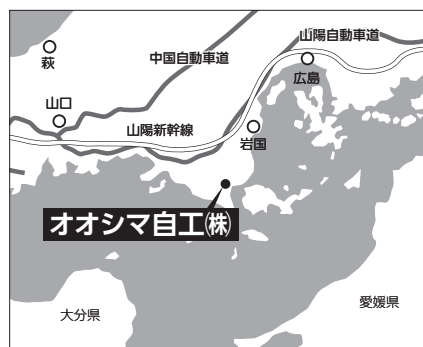 山陽自動車道
中国自動車道
萩
広島
山口
山陽新幹線
岩国
オオシマ自工㈱
大分県
愛媛県